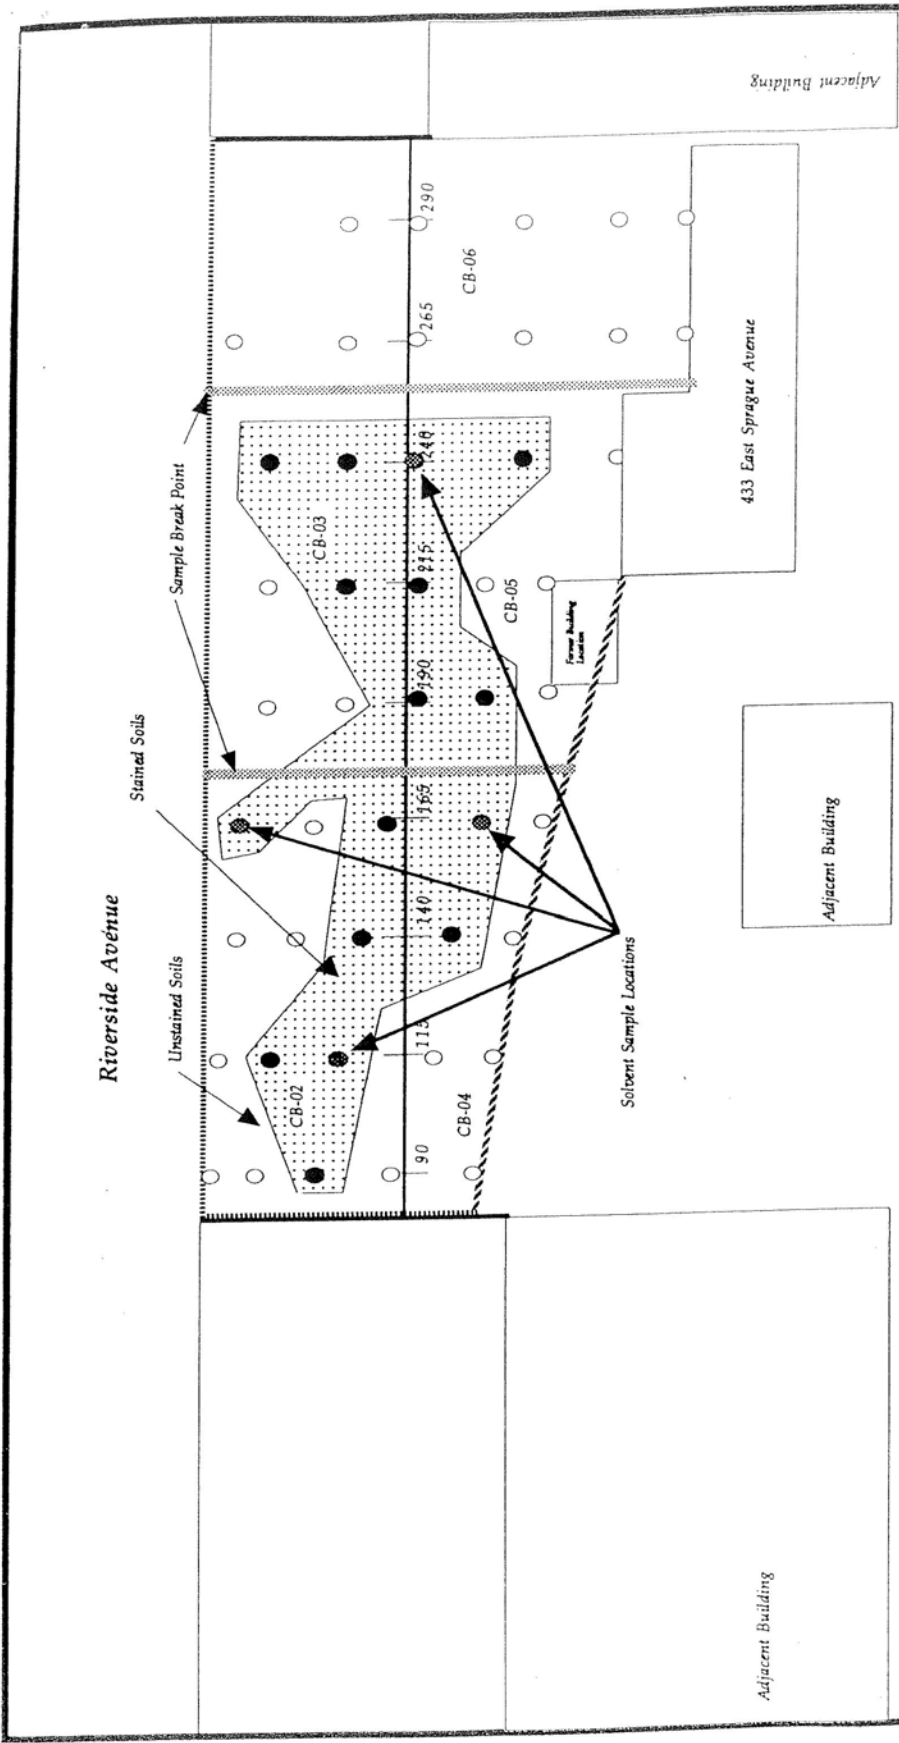 Riverside Avenue
Unstained Soils
Stained Soils
Sample Break Point
CB-02
CB-03
CB-04
CB-05
CB-06
90
115
140
165
190
215
240
265
290
Former Building
Location
433 East Sprague Avenue
Solvent Sample Locations
Adjacent Building
Adjacent Building
Adjacent Building